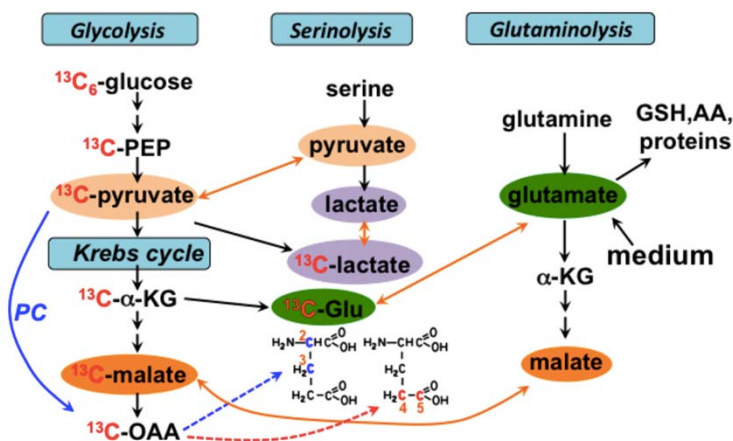 Glycolysis
Serinolysis
Glutaminolysis
¹³C₆-glucose
¹³C-PEP
¹³C-pyruvate
Krebs cycle
PC
¹³C-α-KG
¹³C-malate
¹³C-OAA
serine
pyruvate
lactate
¹³C-lactate
¹³C-Glu
2
H₂N-CHC=O
OH
3
H₂C
H₂C-C=O
OH
H₂N-CHC=O
OH
H₂C
H₂C-C=O
OH
4 5
glutamine
GSH,AA,
proteins
glutamate
medium
α-KG
malate